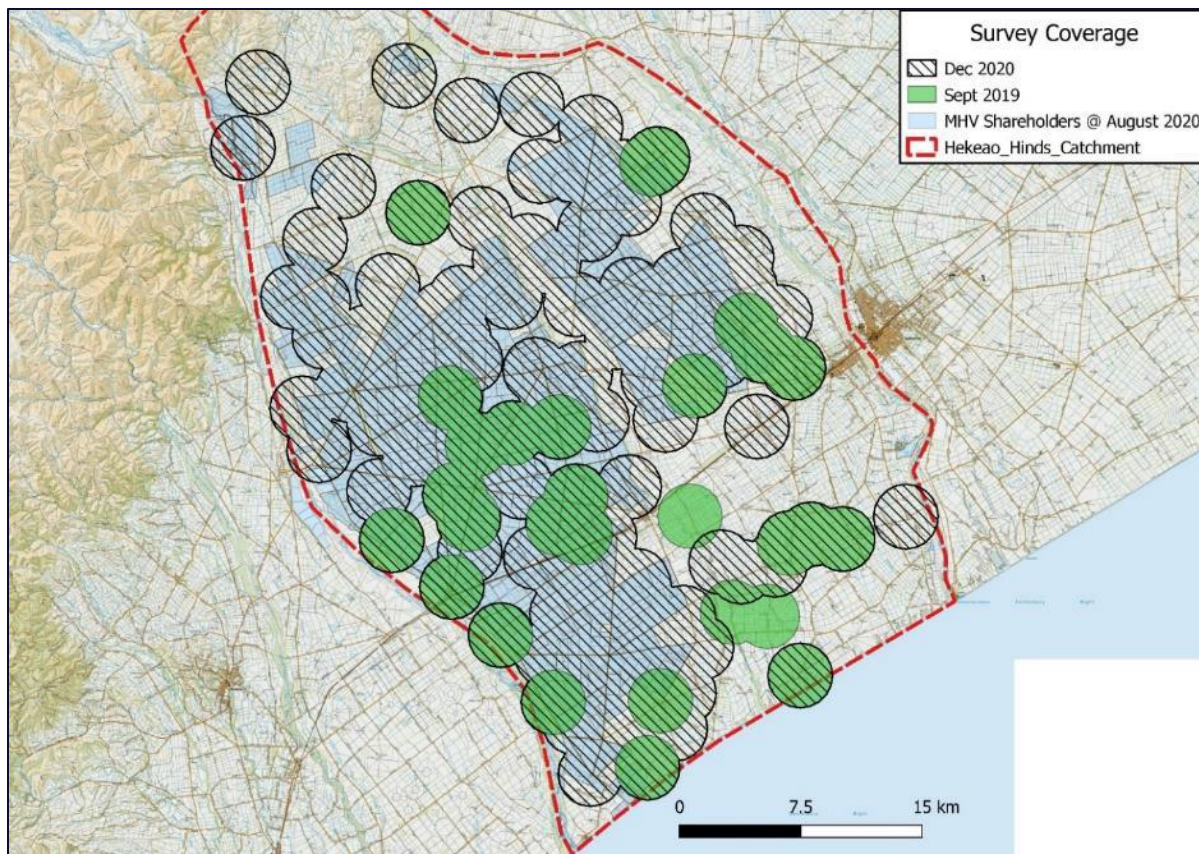 Survey Coverage
Dec 2020
Sept 2019
MHV Shareholders @ August 2020
Hekeao_Hinds_Catchment
0 7.5 15 km